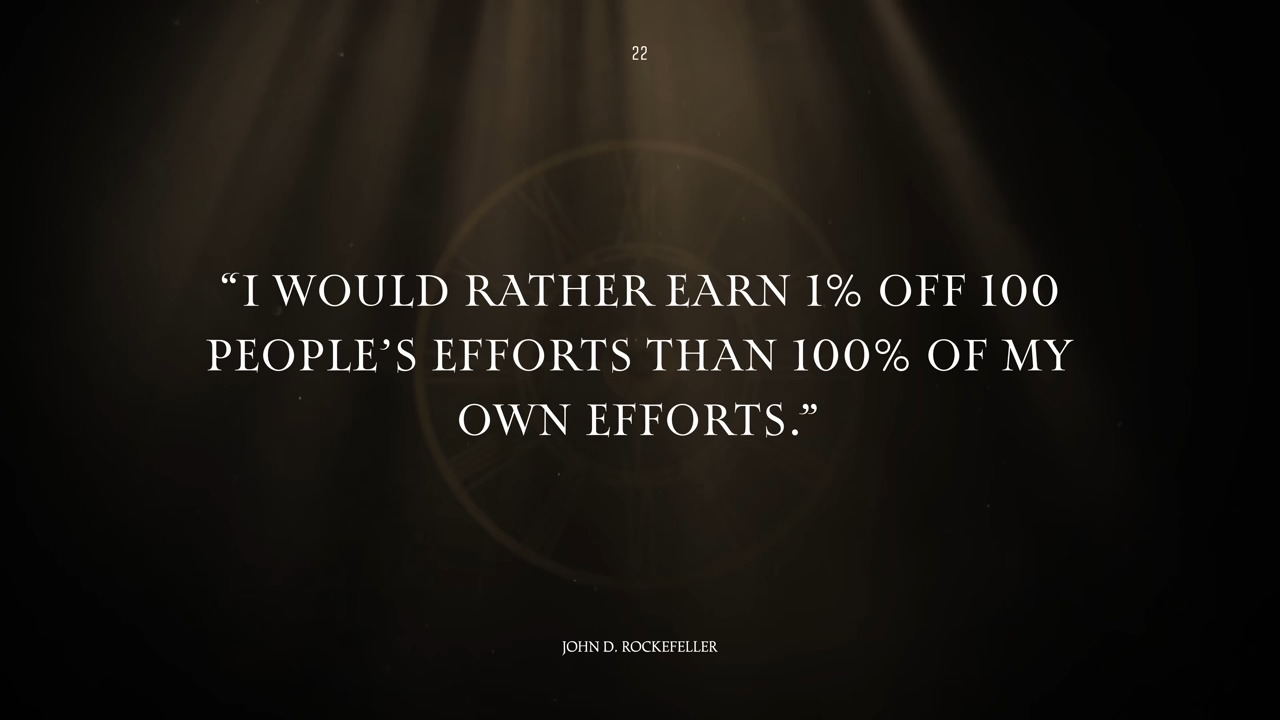 22
“I WOULD RATHER EARN 1% OFF 100
PEOPLE’S EFFORTS THAN 100% OF MY
OWN EFFORTS.”
JOHN D. ROCKEFELLER